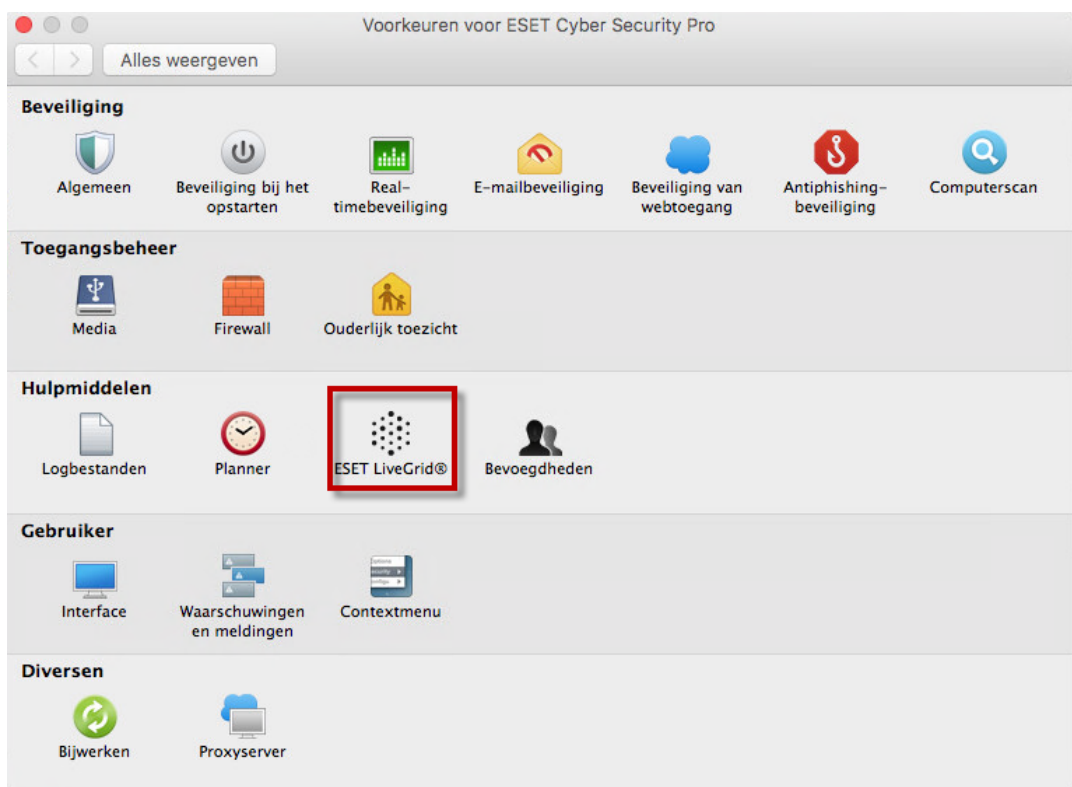 Voorkeuren voor ESET Cyber Security Pro
Alles weergeven
Beveiliging
Algemeen
Beveiliging bij het
opstarten
Real-
timebeveiliging
E-mailbeveiliging
Beveiliging van
webtoegang
Antiphishing-
beveiliging
Computerscan
Toegangsbeheer
Media
Firewall
Ouderlijk toezicht
Hulpmiddelen
Logbestanden
Planner
ESET LiveGrid®
Bevoegdheden
Gebruiker
Interface
Waarschuwingen
en meldingen
Contextmenu
Diversen
Bijwerken
Proxyserver